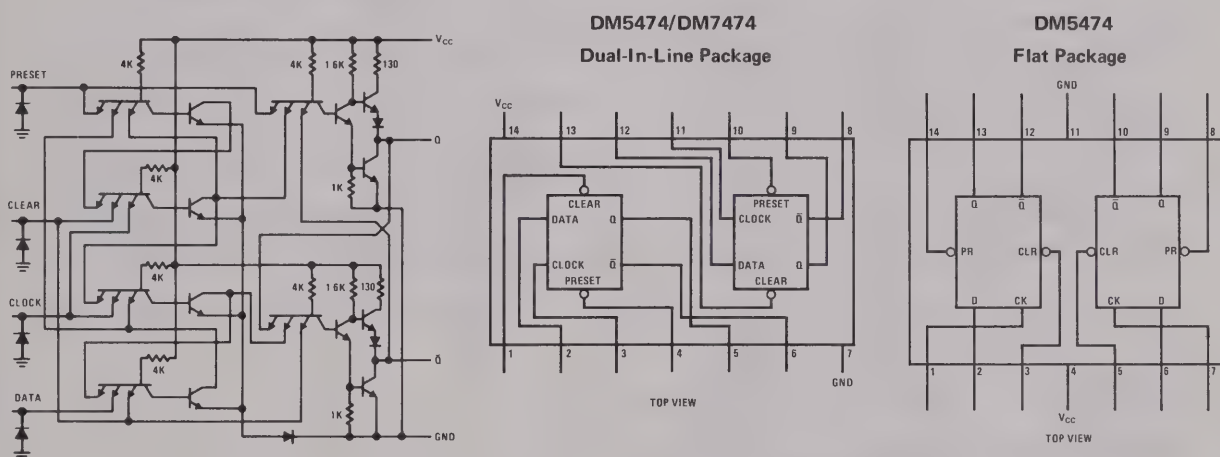 PRESET
CLEAR
CLOCK
DATA
4K
4K
4K
4K
4K
1 6K
130
1K
4K
1 6K
130
1K
VCC
Q
Q̄
GND
DM5474/DM7474
Dual-In-Line Package
VCC
14 13 12 11 10 9 8
CLEAR
DATA Q
CLOCK Q̄
PRESET
PRESET
CLOCK Q̄
DATA Q
CLEAR
1 2 3 4 5 6 7
GND
TOP VIEW
DM5474
Flat Package
GND
14 13 12 11 10 9 8
Q Q̄
PR CLR
D CK
Q̄ Q
CLR PR
CK D
1 2 3 4 5 6 7
VCC
TOP VIEW